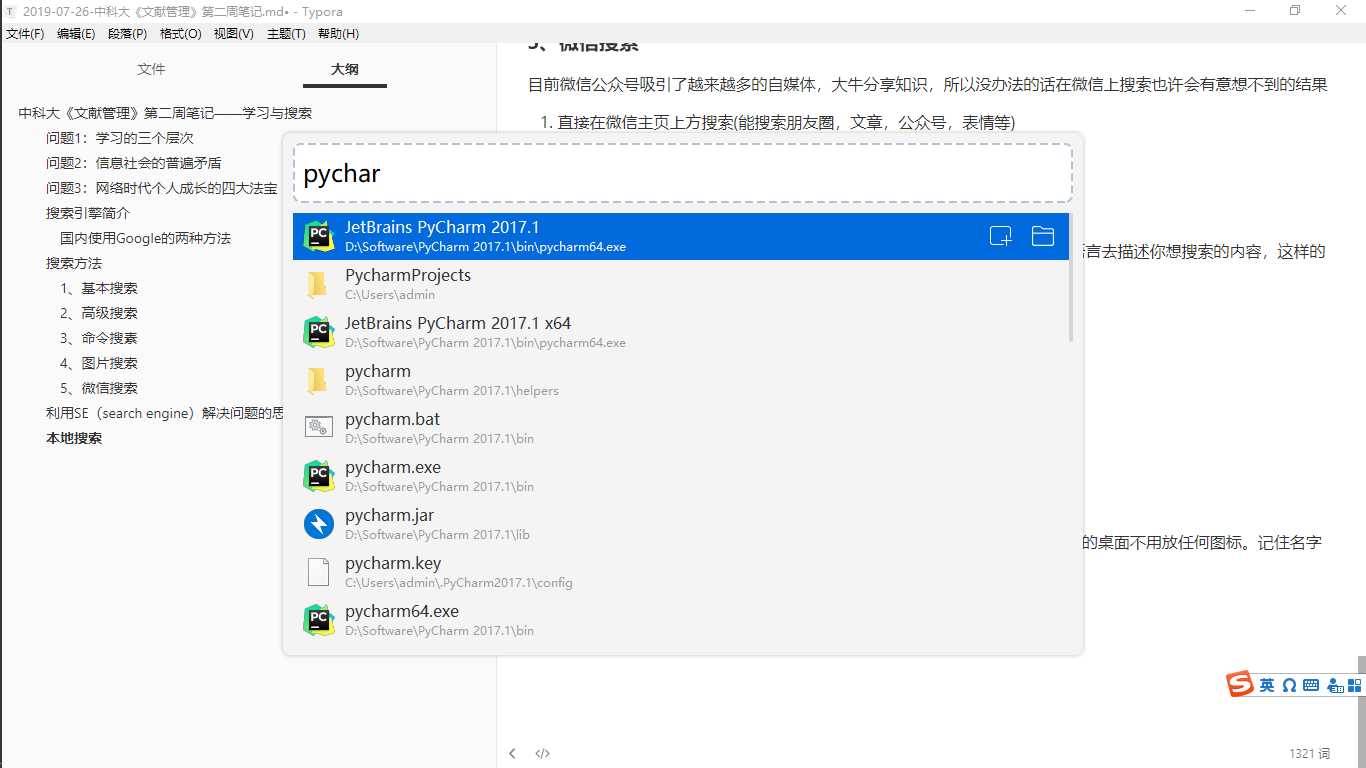 2019-07-26-中科大《文献管理》第二周笔记.md• - Typora
文件(F) 编辑(E) 段落(P) 格式(O) 视图(V) 主题(T) 帮助(H)
文件 大纲
中科大《文献管理》第二周笔记——学习与搜索
问题1：学习的三个层次
问题2：信息社会的普遍矛盾
问题3：网络时代个人成长的四大法宝
搜索引擎简介
国内使用Google的两种方法
搜索方法
1、基本搜索
2、高级搜索
3、命令搜素
4、图片搜索
5、微信搜索
利用SE（search engine）解决问题的思
本地搜索
5、微信搜索
目前微信公众号吸引了越来越多的自媒体，大牛分享知识，所以没办法的话在微信上搜索也许会有意想不到的结果
1. 直接在微信主页上方搜索(能搜索朋友圈，文章，公众号，表情等)
言去描述你想搜索的内容，这样的
的桌面不用放任何图标。记住名字
pychar
JetBrains PyCharm 2017.1
D:\Software\PyCharm 2017.1\bin\pycharm64.exe
PycharmProjects
C:\Users\admin
JetBrains PyCharm 2017.1 x64
D:\Software\PyCharm 2017.1\bin\pycharm64.exe
pycharm
D:\Software\PyCharm 2017.1\helpers
pycharm.bat
D:\Software\PyCharm 2017.1\bin
pycharm.exe
D:\Software\PyCharm 2017.1\bin
pycharm.jar
D:\Software\PyCharm 2017.1\lib
pycharm.key
C:\Users\admin\.PyCharm2017.1\config
pycharm64.exe
D:\Software\PyCharm 2017.1\bin
英
1321 词